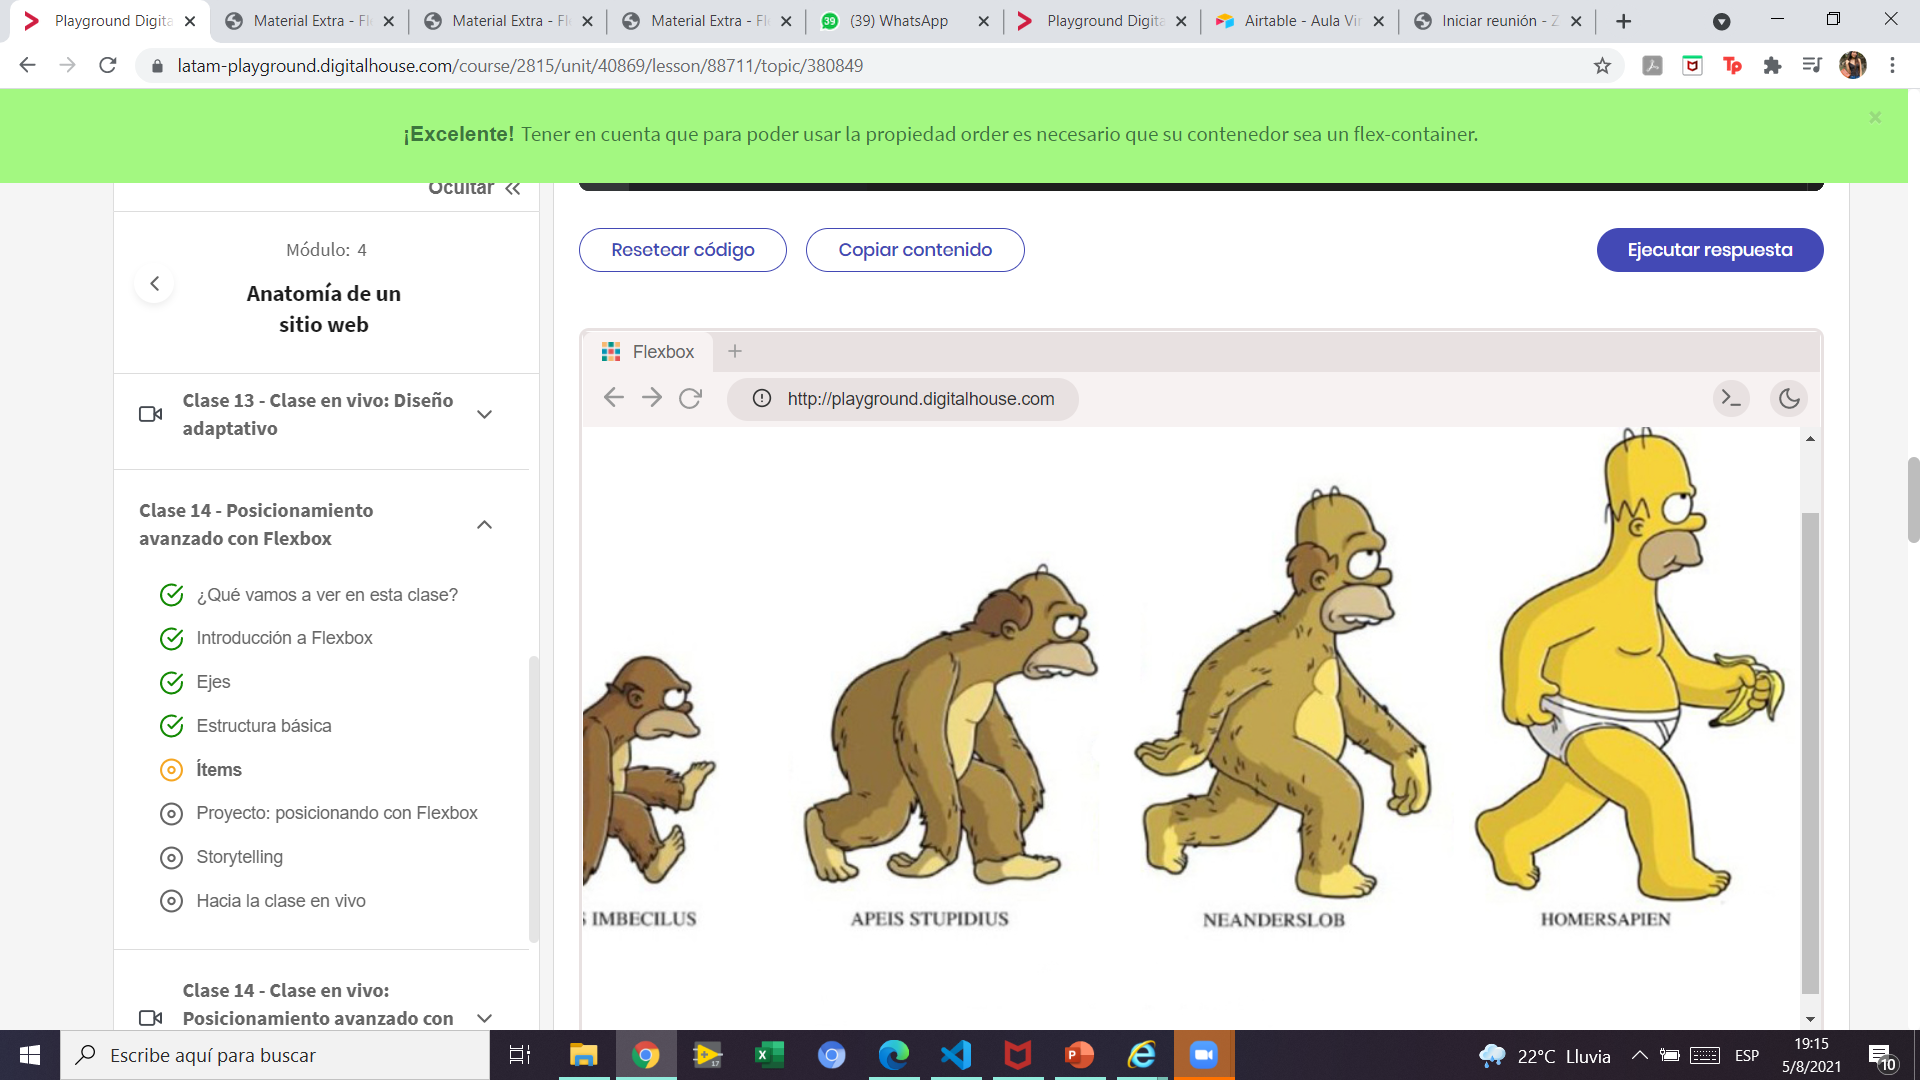 Playground Digita
Material Extra - Fl
Material Extra - Fl
Material Extra - Fl
39
(39) WhatsApp
Playground Digita
Airtable - Aula Vir
Iniciar reunión - Z
latam-playground.digitalhouse.com/course/2815/unit/40869/lesson/88711/topic/380849
¡Excelente! Tener en cuenta que para poder usar la propiedad order es necesario que su contenedor sea un flex-container.
Ocultar
Módulo: 4
Anatomía de un
sitio web
Clase 13 - Clase en vivo: Diseño
adaptativo
Clase 14 - Posicionamiento
avanzado con Flexbox
¿Qué vamos a ver en esta clase?
Introducción a Flexbox
Ejes
Estructura básica
Ítems
Proyecto: posicionando con Flexbox
Storytelling
Hacia la clase en vivo
Clase 14 - Clase en vivo:
Posicionamiento avanzado con
Resetear código
Copiar contenido
Ejecutar respuesta
Flexbox
http://playground.digitalhouse.com
S IMBECILUS
APEIS STUPIDIUS
NEANDERSLOB
HOMERSAPIEN
Escribe aquí para buscar
22°C Lluvia
ESP
19:15
5/8/2021
10